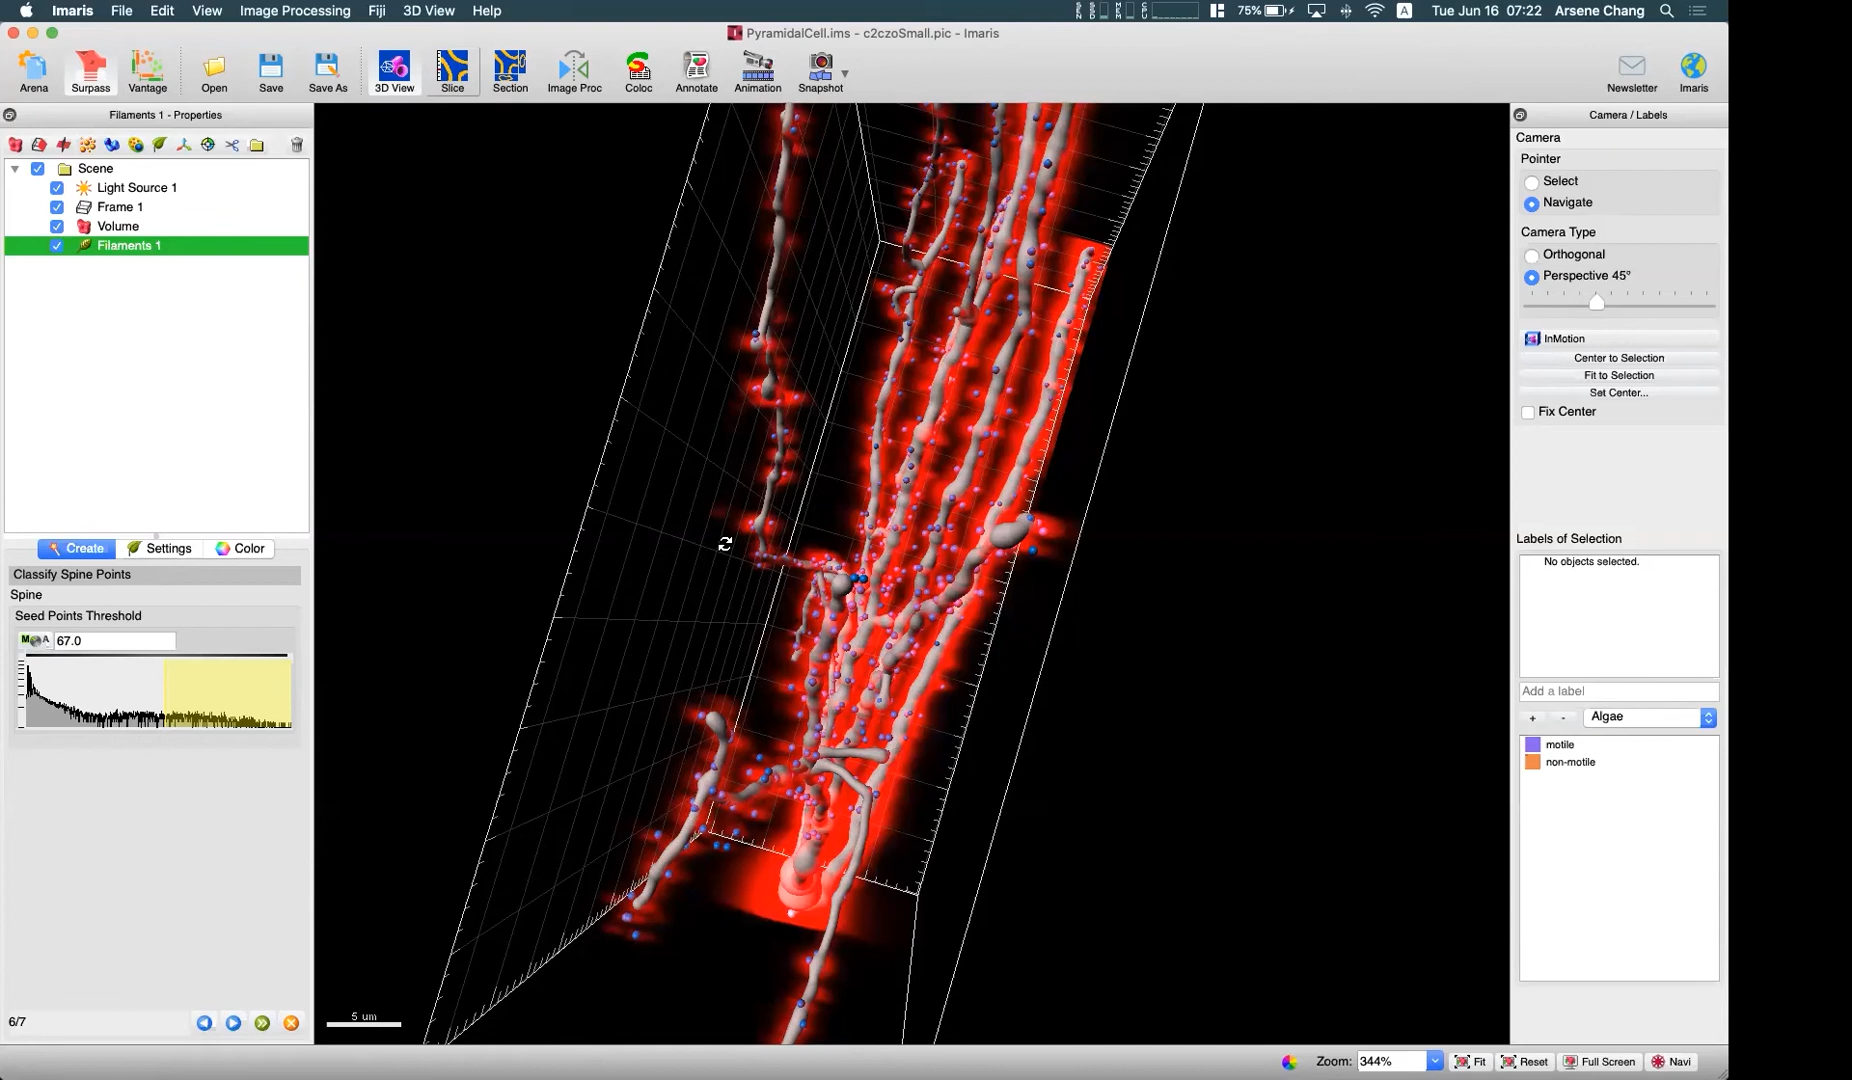 Imaris File Edit View Image Processing Fiji 3D View Help 75% A Tue Jun 16 07:22 Arsene Chang
PyramidalCell.ims - c2czoSmall.pic - Imaris
Arena Surpass Vantage Open Save Save As 3D View Slice Section Image Proc Coloc Annotate Animation Snapshot Newsletter Imaris
Filaments 1 - Properties
Scene
Light Source 1
Frame 1
Volume
Filaments 1
Create Settings Color
Classify Spine Points
Spine
Seed Points Threshold
67.0
6/7
5 um
Camera / Labels
Camera
Pointer
Select
Navigate
Camera Type
Orthogonal
Perspective 45°
InMotion
Center to Selection
Fit to Selection
Set Center...
Fix Center
Labels of Selection
No objects selected.
Add a label
+ - Algae
motile
non-motile
Zoom: 344% Fit Reset Full Screen Navi